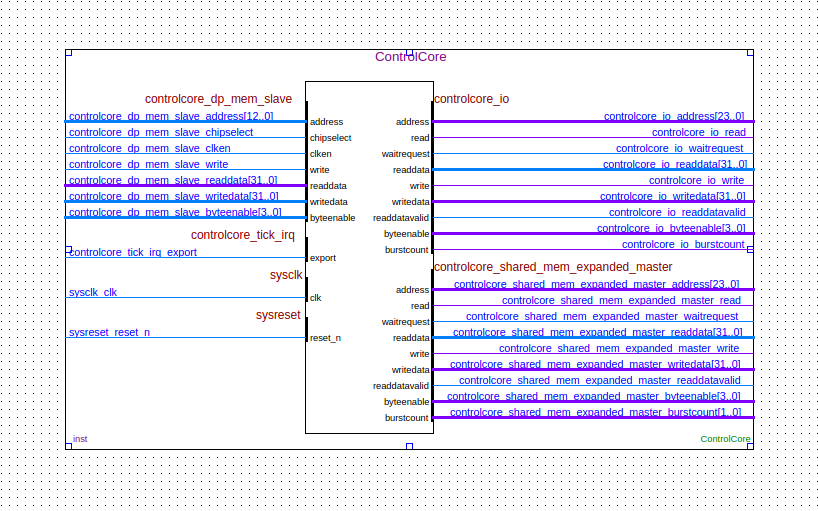 ControlCore
controlcore_dp_mem_slave
controlcore_dp_mem_slave_address[12..0]
address
controlcore_dp_mem_slave_chipselect
chipselect
controlcore_dp_mem_slave_clken
clken
controlcore_dp_mem_slave_write
write
controlcore_dp_mem_slave_readdata[31..0]
readdata
controlcore_dp_mem_slave_writedata[31..0]
writedata
controlcore_dp_mem_slave_byteenable[3..0]
byteenable
controlcore_tick_irq
controlcore_tick_irq_export
export
sysclk
sysclk_clk
clk
sysreset
sysreset_reset_n
reset_n
controlcore_io
address
controlcore_io_address[23..0]
read
controlcore_io_read
waitrequest
controlcore_io_waitrequest
readdata
controlcore_io_readdata[31..0]
write
controlcore_io_write
writedata
controlcore_io_writedata[31..0]
readdatavalid
controlcore_io_readdatavalid
byteenable
controlcore_io_byteenable[3..0]
burstcount
controlcore_io_burstcount
controlcore_shared_mem_expanded_master
address
controlcore_shared_mem_expanded_master_address[23..0]
read
controlcore_shared_mem_expanded_master_read
waitrequest
controlcore_shared_mem_expanded_master_waitrequest
readdata
controlcore_shared_mem_expanded_master_readdata[31..0]
write
controlcore_shared_mem_expanded_master_write
writedata
controlcore_shared_mem_expanded_master_writedata[31..0]
readdatavalid
controlcore_shared_mem_expanded_master_readdatavalid
byteenable
controlcore_shared_mem_expanded_master_byteenable[3..0]
burstcount
controlcore_shared_mem_expanded_master_burstcount[1..0]
inst
ControlCore